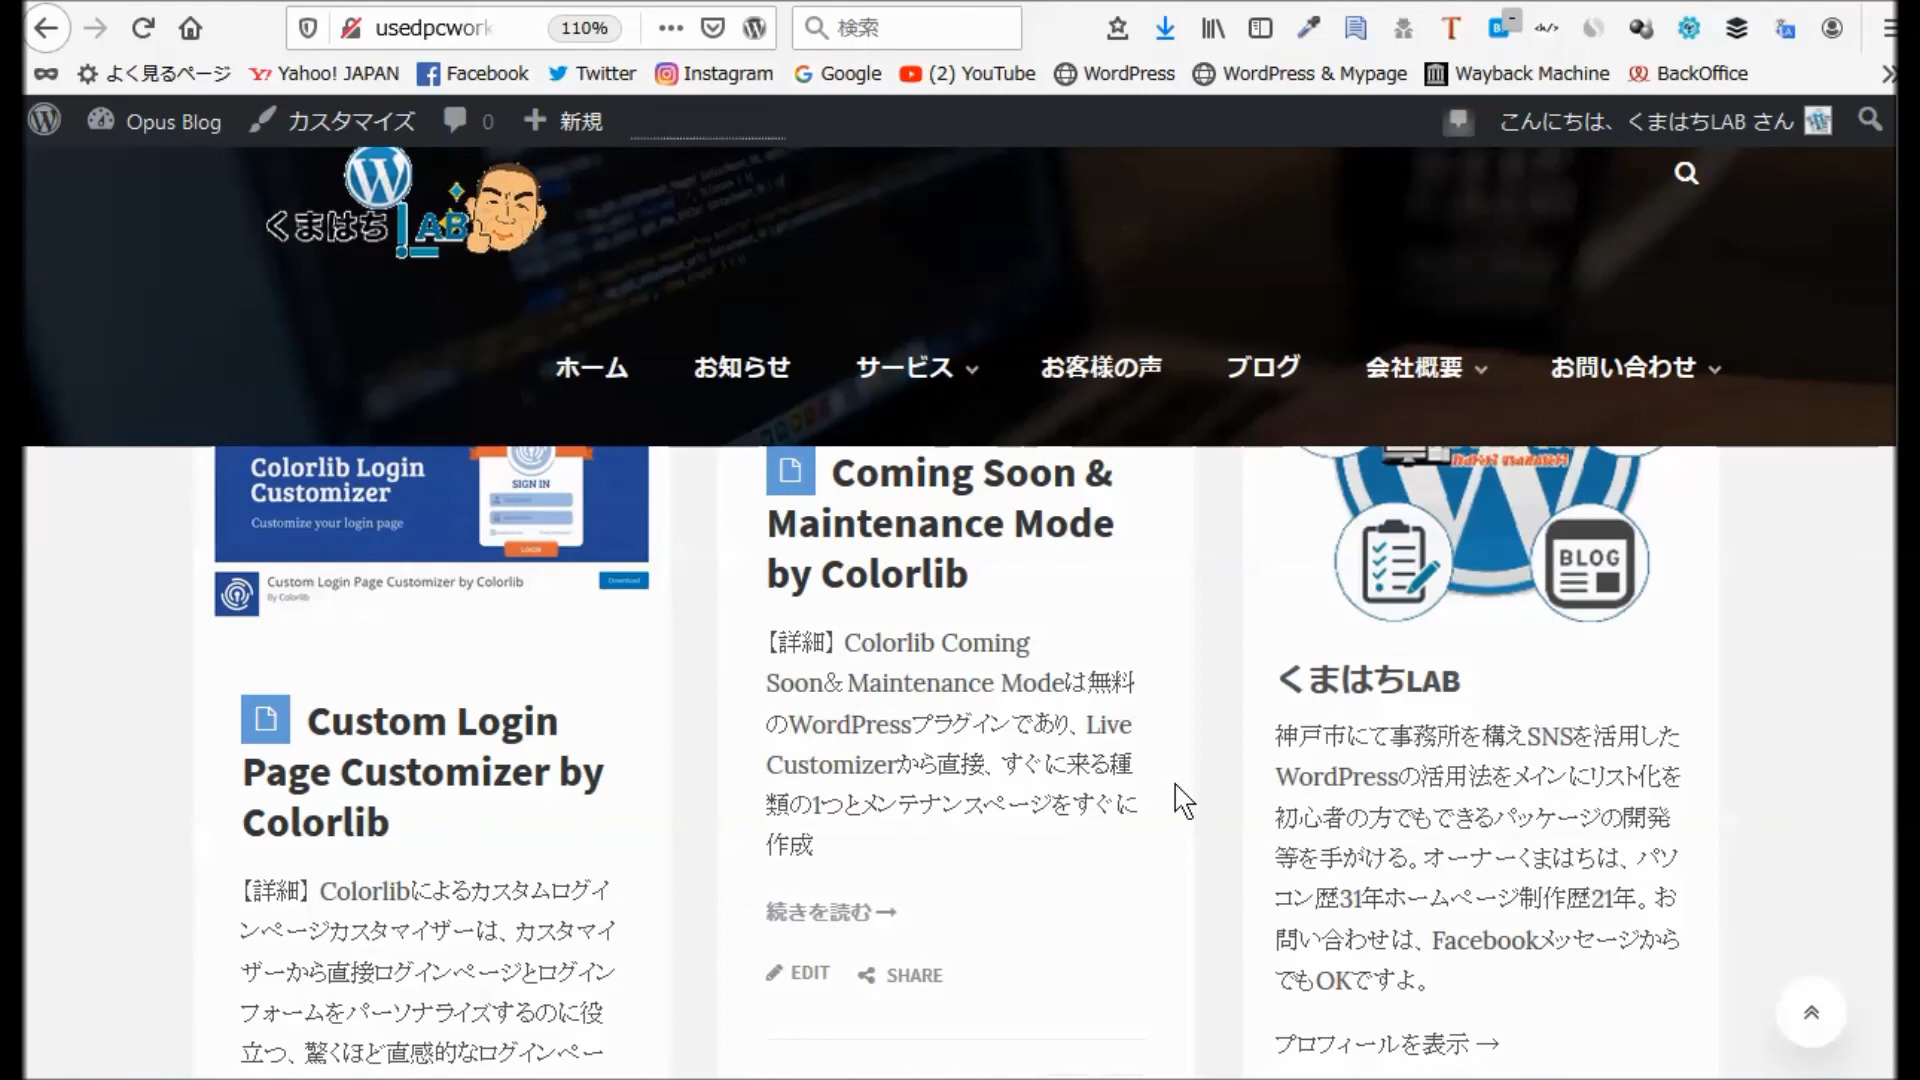 usedpcwork
110%
検索
よく見るページ
Yahoo! JAPAN
Facebook
Twitter
Instagram
Google
(2) YouTube
WordPress
WordPress & Mypage
Wayback Machine
BackOffice
Opus Blog
カスタマイズ
0
新規
こんにちは、くまはちLAB さん
くまはちLAB
ホーム
お知らせ
サービス
お客様の声
ブログ
会社概要
お問い合わせ
Colorlib Login
Customizer
Customize your login page
SIGN IN
LOGIN
Custom Login Page Customizer by Colorlib
By Colorlib
Download
Custom Login
Page Customizer by
Colorlib
【詳細】Colorlibによるカスタムログイ
ンページカスタマイザーは、カスタマイ
ザーから直接ログインページとログイン
フォームをパーソナライズするのに役
立つ、驚くほど直感的なログインペー
Coming Soon &
Maintenance Mode
by Colorlib
【詳細】Colorlib Coming
Soon& Maintenance Modeは無料
のWordPressプラグインであり、Live
Customizerから直接、すぐに来る種
類の1つとメンテナンスページをすぐに
作成
続きを読む→
EDIT
SHARE
BLOG
くまはちLAB
神戸市にて事務所を構えSNSを活用した
WordPressの活用法をメインにリスト化を
初心者の方でもできるパッケージの開発
等を手がける。オーナーくまはちは、パソ
コン歴31年ホームページ制作歴21年。お
問い合わせは、Facebookメッセージから
でもOKですよ。
プロフィールを表示 →